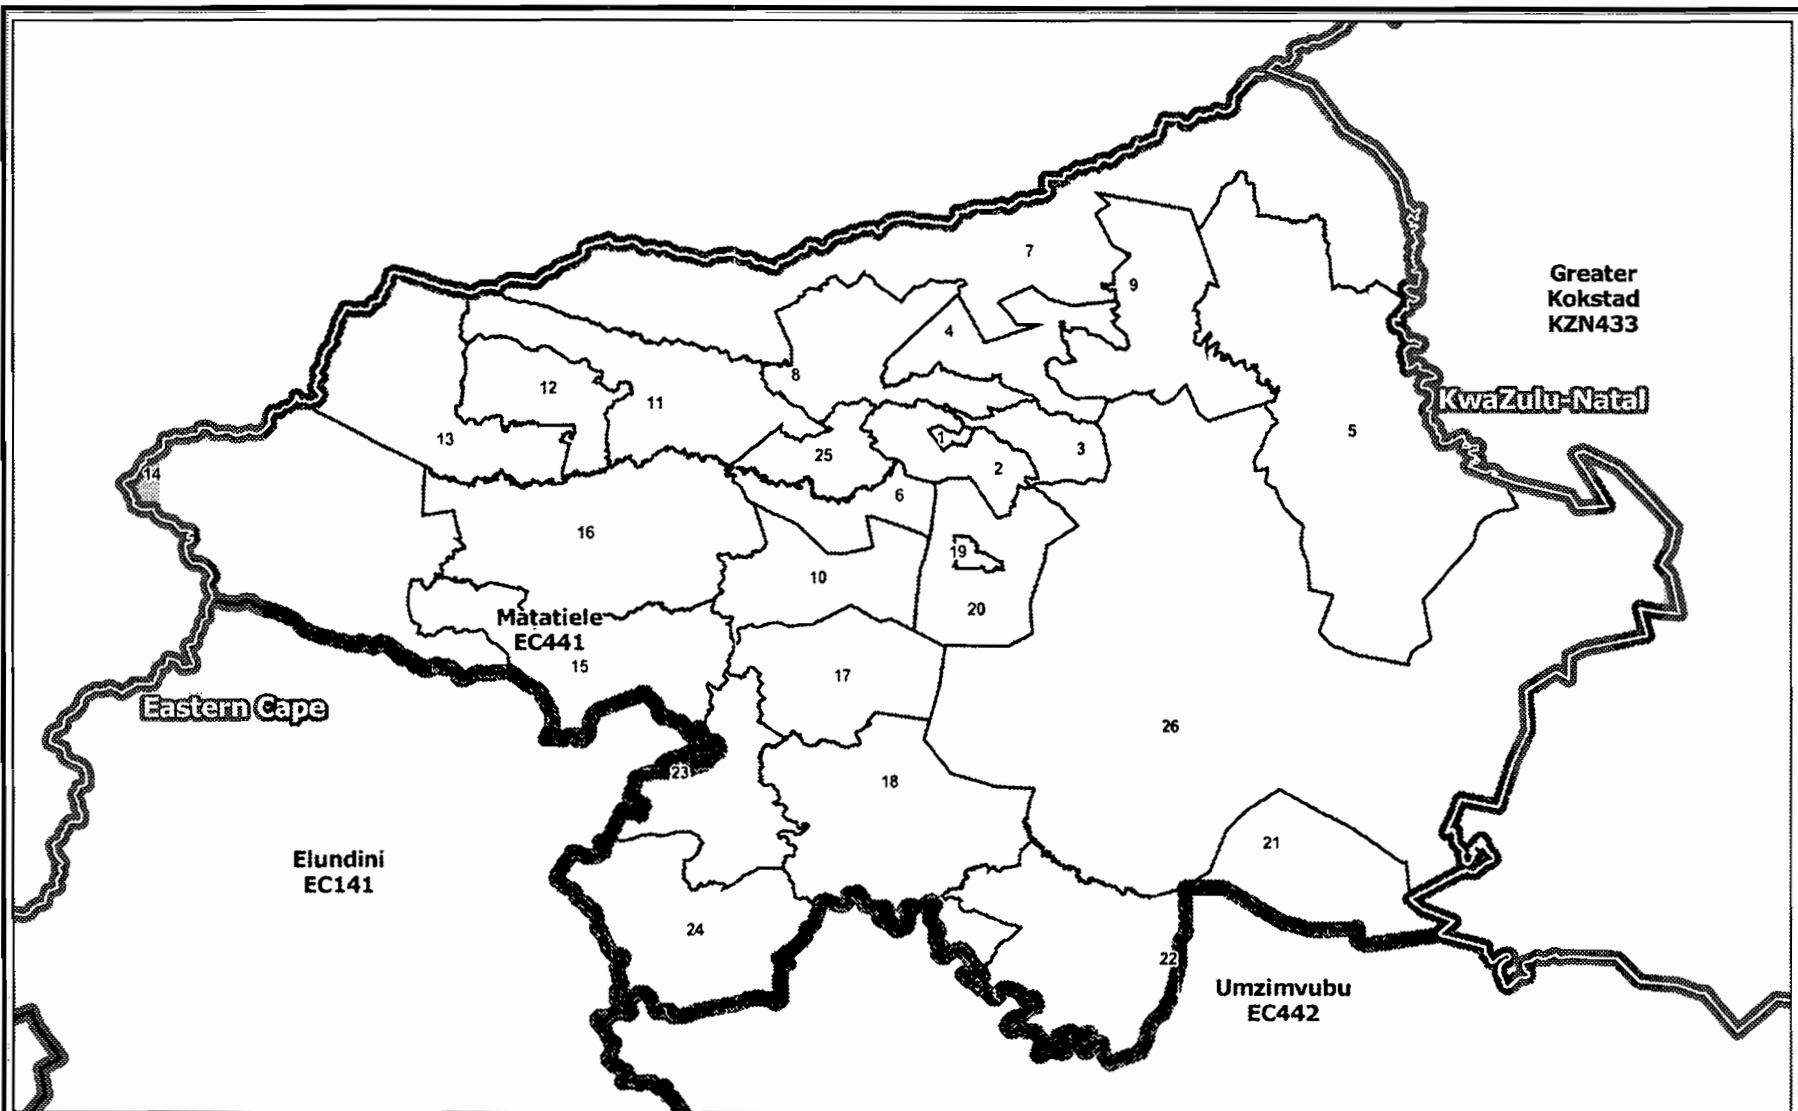 7
9
Greater
Kokstad
KZN433
4
8
12
11
KwaZulu-Natal
13
1
5
25
3
2
14
6
16
19
10
20
Matatiele
EC441
15
17
Eastern Cape
26
23
18
21
Elundini
EC141
24
22
Umzimvubu
EC442